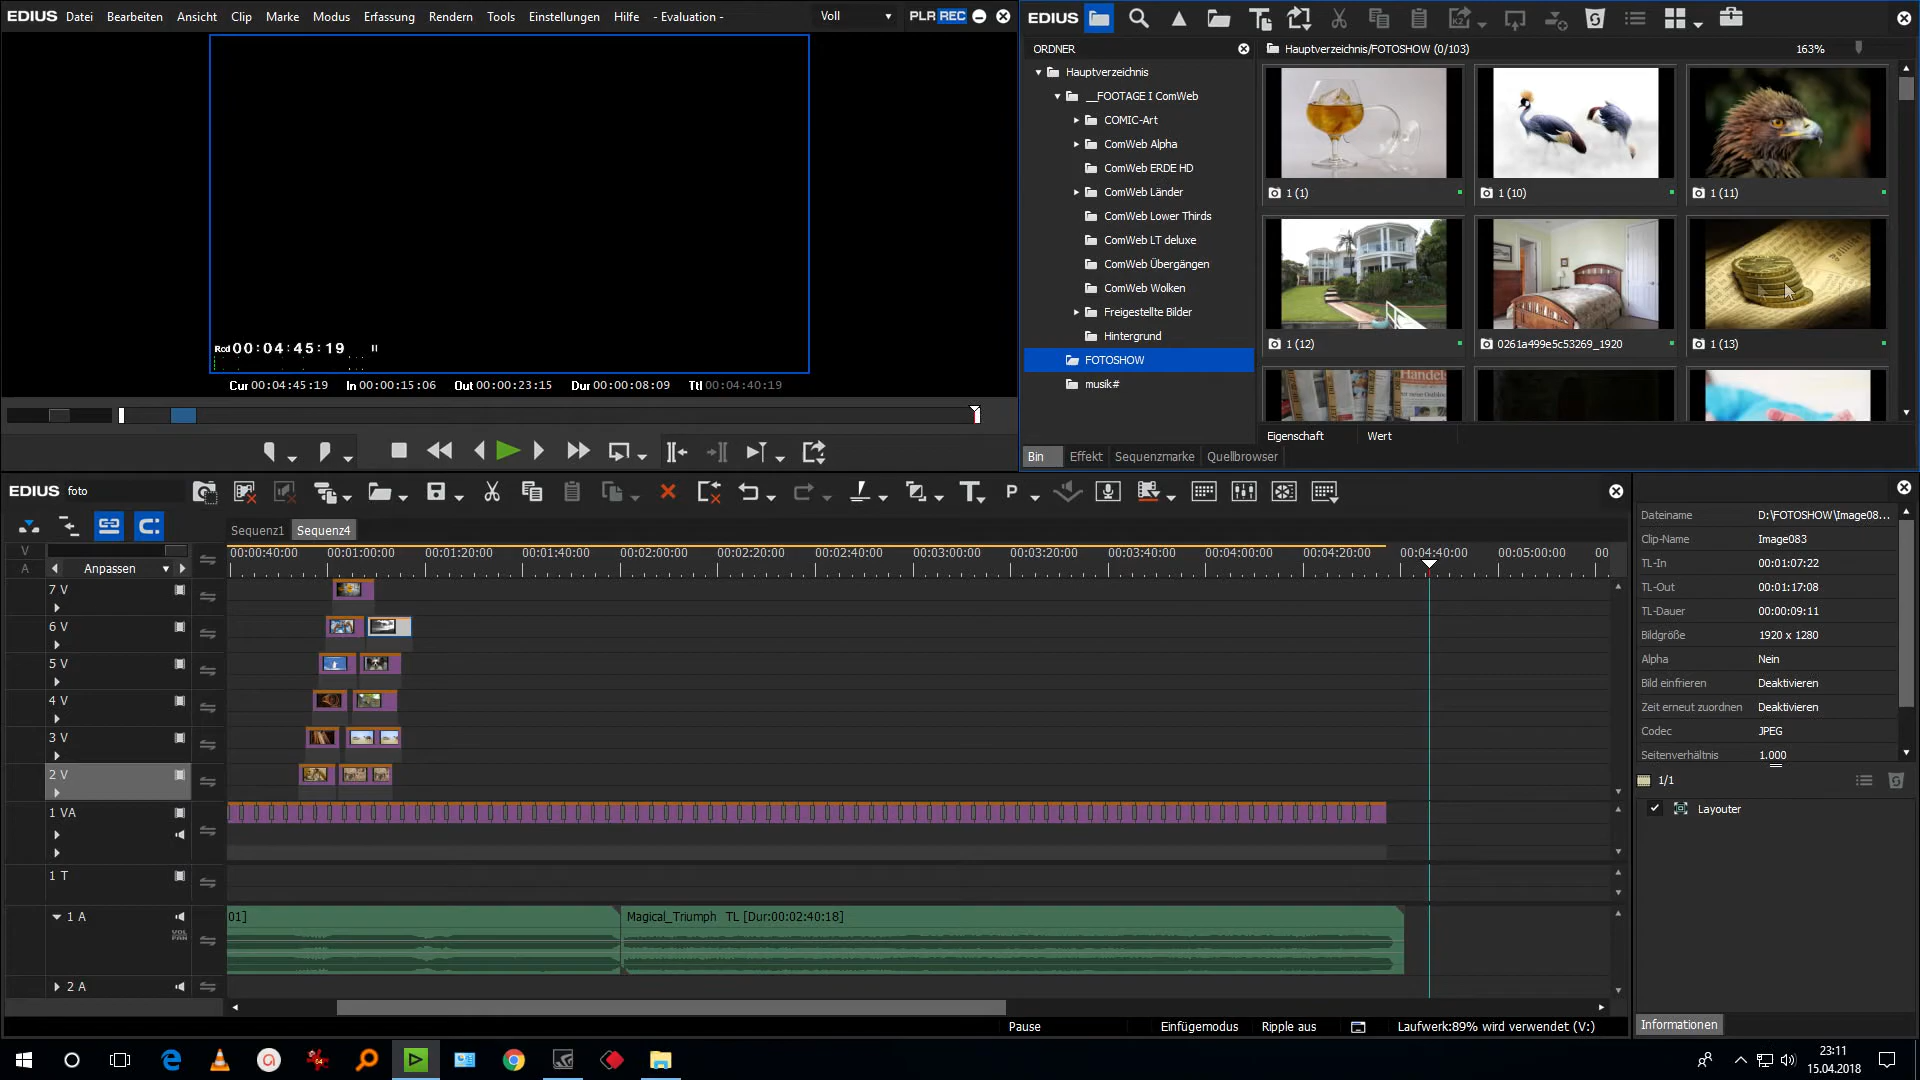 EDIUS Datei Bearbeiten Ansicht Clip Marke Modus Erfassung Rendern Tools Einstellungen Hilfe - Evaluation - Voll PLR REC
Rcd 00:04:45:19
Cur 00:04:45:19 In 00:00:15:06 Out 00:00:23:15 Dur 00:00:08:09 Ttl 00:04:40:19
EDIUS
ORDNER
Hauptverzeichnis/FOTOSHOW (0/103)
163%
Hauptverzeichnis
__FOOTAGE I ComWeb
COMIC-Art
ComWeb Alpha
ComWeb ERDE HD
ComWeb Länder
ComWeb Lower Thirds
ComWeb LT deluxe
ComWeb Übergängen
ComWeb Wolken
Freigestellte Bilder
Hintergrund
FOTOSHOW
musik#
1 (1)
1 (10)
1 (11)
1 (12)
0261a499e5c53269_1920
1 (13)
Handel
Eigenschaft Wert
Bin Effekt Sequenzmarke Quellbrowser
EDIUS foto
T P
Sequenz1 Sequenz4
V
A
Anpassen
00:00:40:00 00:01:00:00 00:01:20:00 00:01:40:00 00:02:00:00 00:02:20:00 00:02:40:00 00:03:00:00 00:03:20:00 00:03:40:00 00:04:00:00 00:04:20:00 00:04:40:00 00:05:00:00 00
7 V
6 V
5 V
4 V
3 V
2 V
1 VA
1 T
1 A
VOL
PAN
01]
Magical_Triumph TL [Dur:00:02:40:18]
2 A
Pause Einfügemodus Ripple aus Laufwerk:89% wird verwendet (V:)
Dateiname D:\FOTOSHOW\Image08...
Clip-Name Image083
TL-In 00:01:07:22
TL-Out 00:01:17:08
TL-Dauer 00:00:09:11
Bildgröße 1920 x 1280
Alpha Nein
Bild einfrieren Deaktivieren
Zeit erneut zuordnen Deaktivieren
Codec JPEG
Seitenverhältnis 1.000
1/1
Layouter
Informationen
23:11
15.04.2018